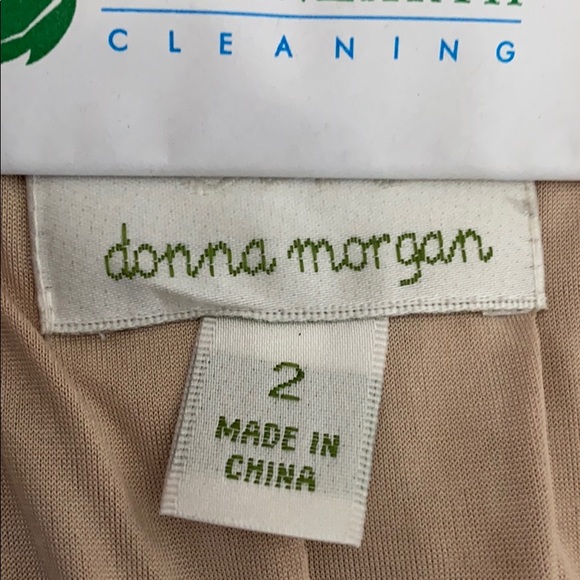 CLEANING
donna morgan
2
MADE IN
CHINA